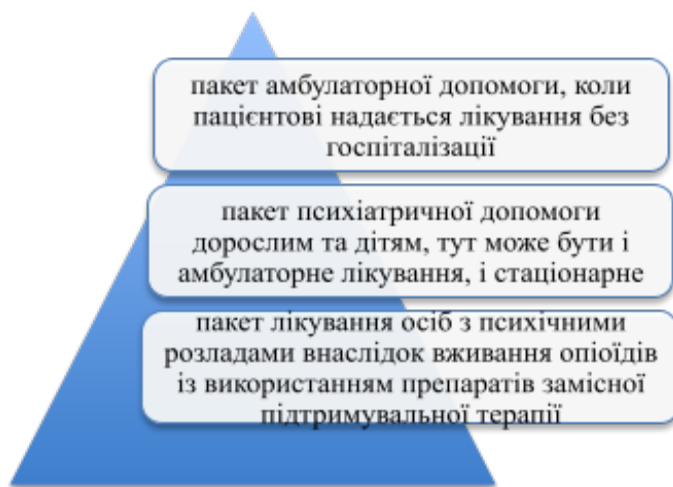 пакет амбулаторної допомоги, коли
пацієнтові надається лікування без
госпіталізації
пакет психіатричної допомоги
дорослим та дітям, тут може бути і
амбулаторне лікування, і стаціонарне
пакет лікування осіб з психічними
розладами внаслідок вживання опіоїдів
із використанням препаратів замісної
підтримувальної терапії